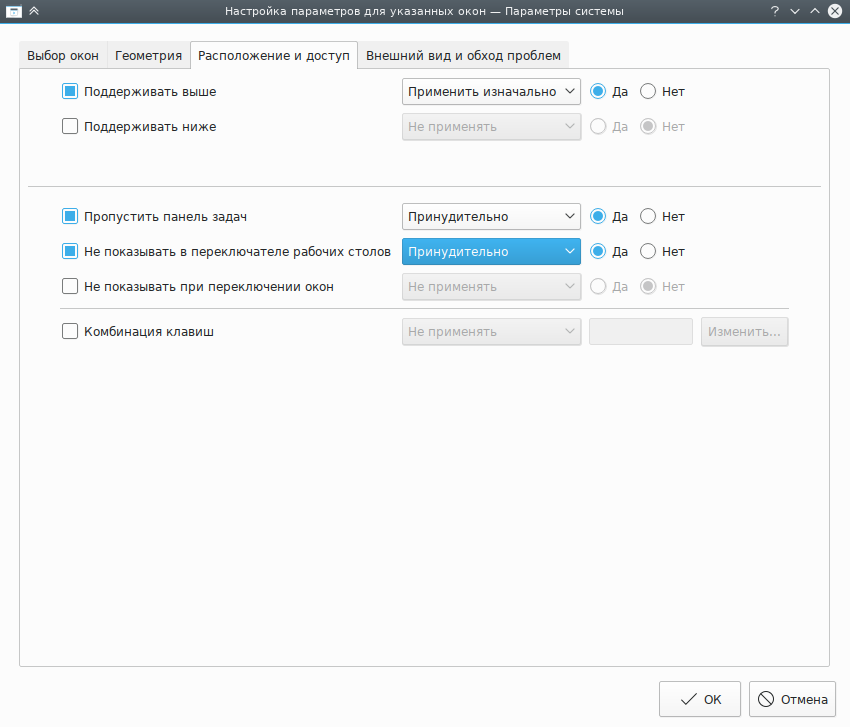 Настройка параметров для указанных окон — Параметры системы ?
Выбор окон Геометрия Расположение и доступ Внешний вид и обход проблем
Поддерживать выше Применить изначально Да Нет
Поддерживать ниже Не применять Да Нет
Пропустить панель задач Принудительно Да Нет
Не показывать в переключателе рабочих столов Принудительно Да Нет
Не показывать при переключении окон Не применять Да Нет
Комбинация клавиш Не применять Изменить...
ОК Отмена